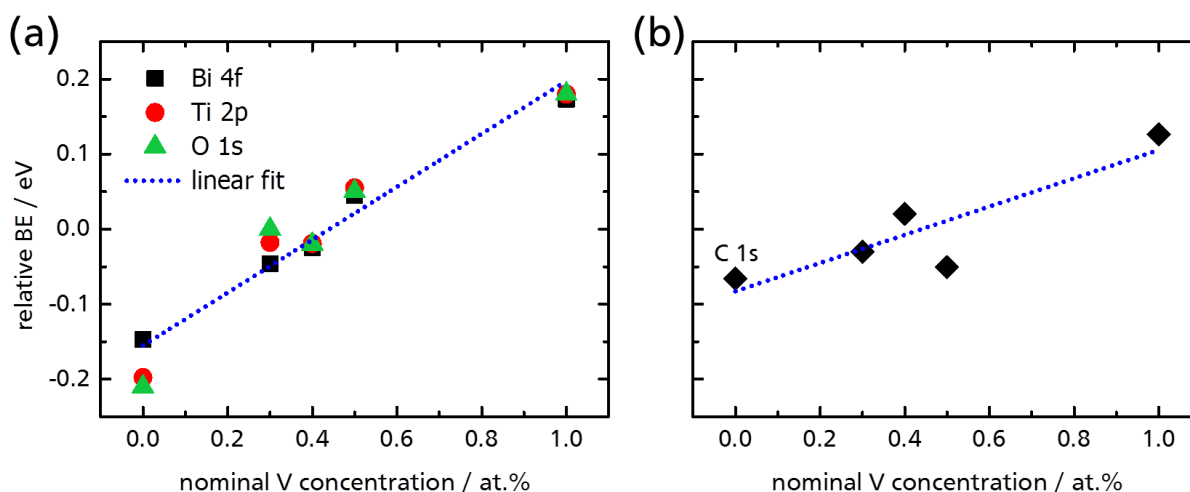 (a)
(b)
Bi 4f
Ti 2p
O 1s
linear fit
relative BE / eV
0.2
0.1
0.0
-0.1
-0.2
0.0
0.2
0.4
0.6
0.8
1.0
nominal V concentration / at.%
C 1s
0.0
0.2
0.4
0.6
0.8
1.0
nominal V concentration / at.%